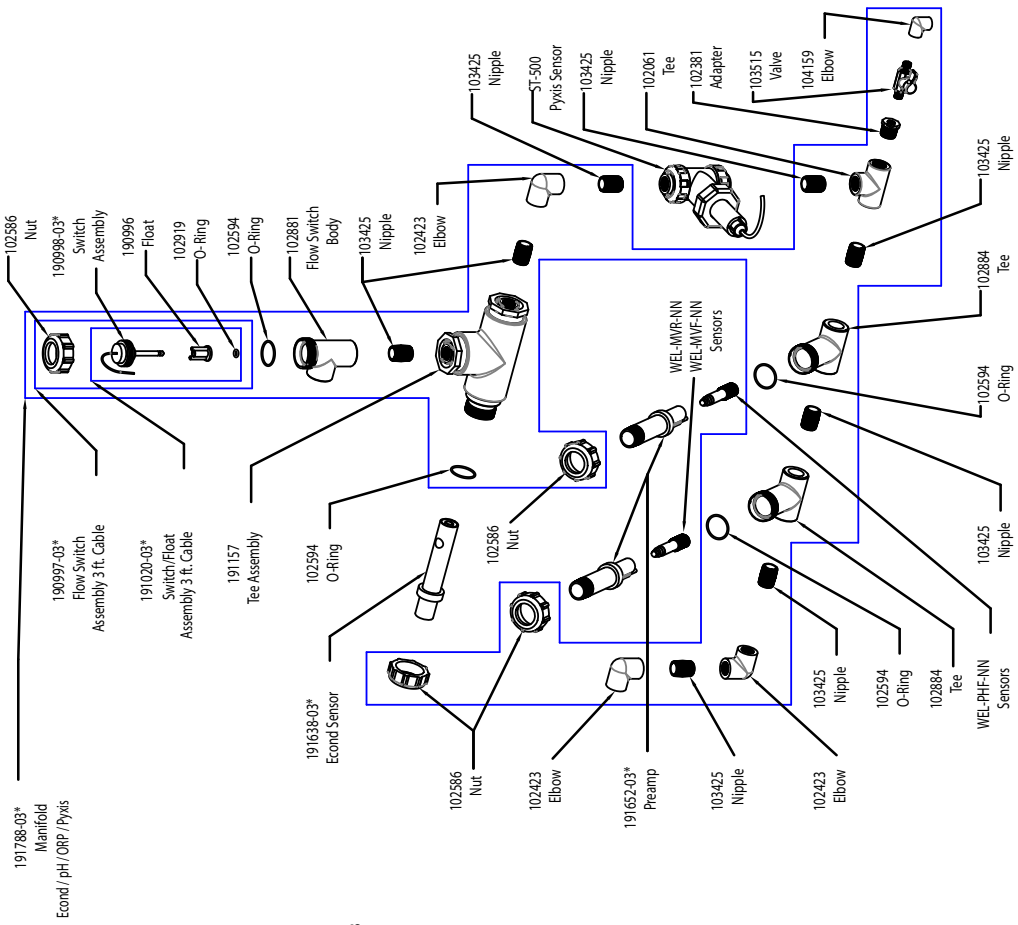 191788-03*
Manifold
Econd / pH / ORP / Pyxis
190997-03*
Flow Switch
Assembly 3 ft. Cable
191020-03*
Switch/Float
Assembly 3 ft. Cable
191157
Tee Assembly
102594
O-Ring
191638-03*
Econd Sensor
102586
Nut
102586
Nut
102423
Elbow
191652-03*
Preamp
103425
Nipple
102423
Elbow
102586
Nut
190998-03*
Switch
Assembly
190996
Float
102919
O- Ring
102594
O-Ring
102881
Flow Switch
Body
103425
Nipple
102423
Elbow
103425
Nipple
ST-500
Pyxis Sensor
103425
Nipple
102061
Tee
102381
Adapter
103515
Valve
104159
Elbow
WEL-MVR-NN
WEL-MVF-NN
Sensors
103425
Nipple
102884
Tee
102594
O-Ring
103425
Nipple
103425
Nipple
102594
O-Ring
102884
Tee
WEL-PHF-NN
Sensors